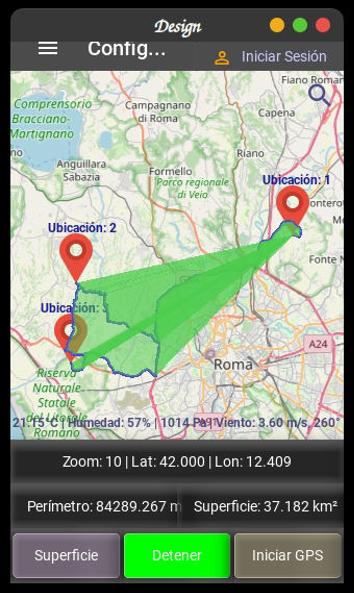 Design
Config...
Iniciar Sesión
Fiano Roman
Comprensorio
Bracciano-
Martignano
Campagnano
di Roma
Capena
Riano
Anguillara
Sabazia
Formello
Parco regionale
di Veio
Ubicación: 1
Monterot
Fonte N
Ubicación: 2
Ubicación: 3
A24
Roma
Riserva
Naturale
Statale
del Litorale
Romano
21.15°C | Humedad: 57% | 1014 Pa | Viento: 3.60 m/s, 260°
Zoom: 10 | Lat: 42.000 | Lon: 12.409
Perímetro: 84289.267 m
Superficie: 37.182 km²
Superficie
Detener
Iniciar GPS